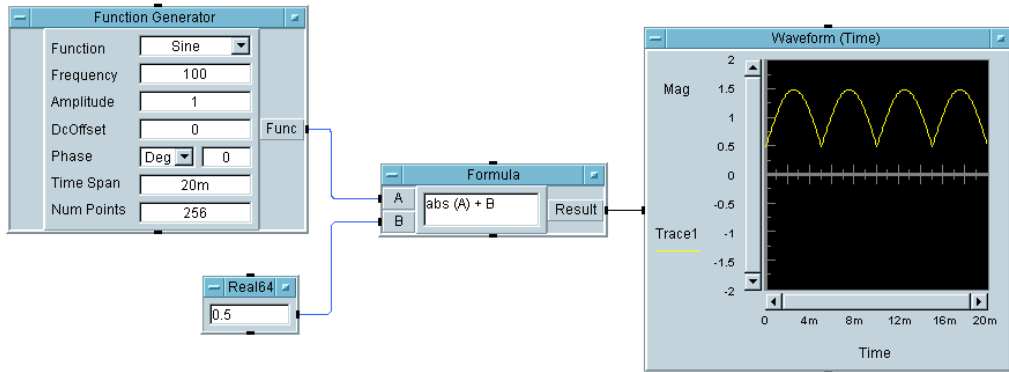 Function Generator
Function Sine
Frequency 100
Amplitude 1
DcOffset 0
Func
Phase Deg 0
Time Span 20m
Num Points 256
Real64
0.5
Formula
A
abs (A) + B
B
Result
Waveform (Time)
Mag
Trace1
2
1.5
1
0.5
0
-0.5
-1
-1.5
-2
0 4m 8m 12m 16m 20m
Time